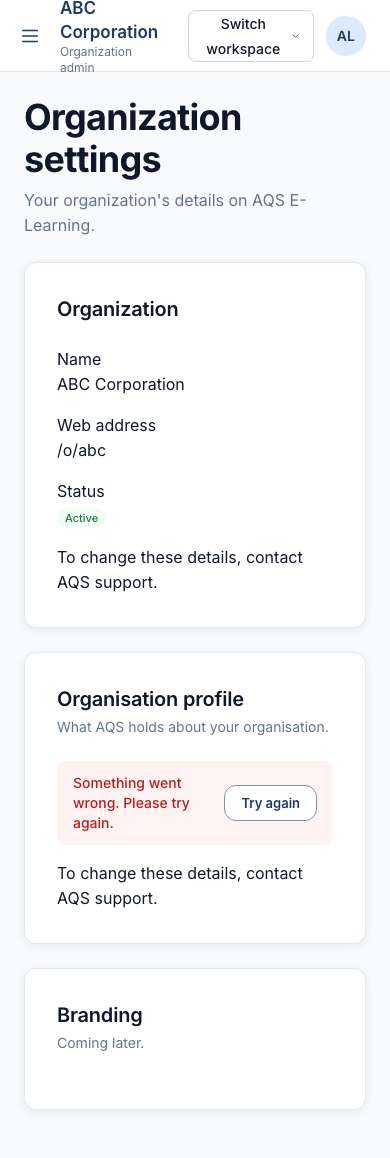 ABC
Corporation
Organization
admin
Switch
workspace
AL
Organization
settings
Your organization's details on AQS E-
Learning.
Organization
Name
ABC Corporation
Web address
/o/abc
Status
Active
To change these details, contact
AQS support.
Organisation profile
What AQS holds about your organisation.
Something went
wrong. Please try
again.
Try again
To change these details, contact
AQS support.
Branding
Coming later.